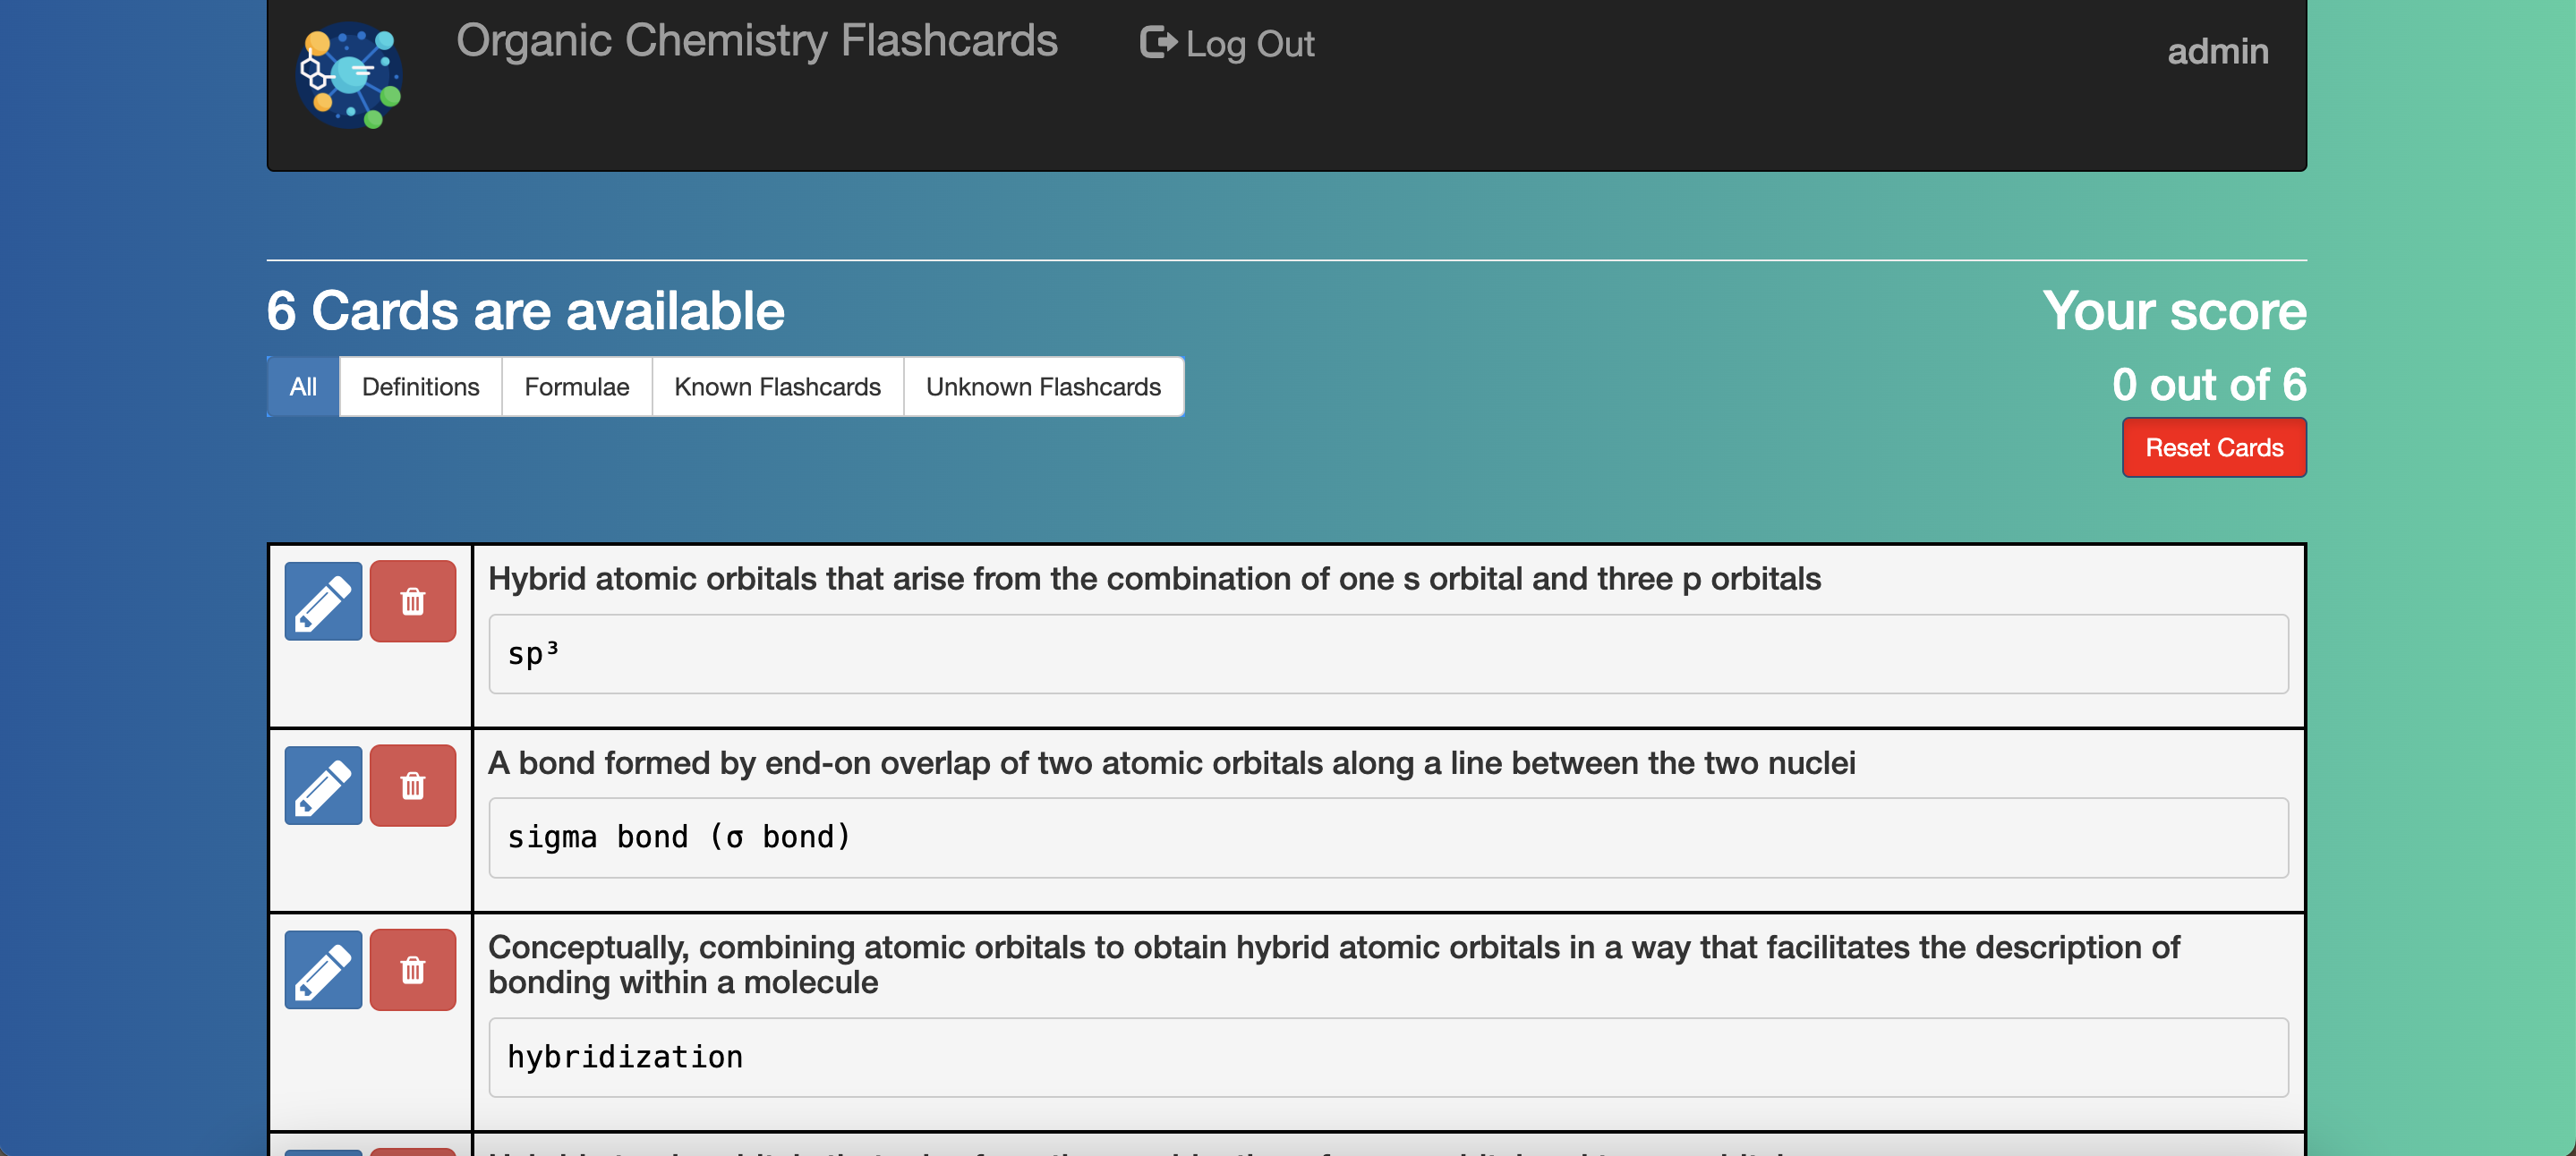 Organic Chemistry Flashcards
Log Out
admin
6 Cards are available
Your score
All
Definitions
Formulae
Known Flashcards
Unknown Flashcards
0 out of 6
Reset Cards
Hybrid atomic orbitals that arise from the combination of one s orbital and three p orbitals
sp³
A bond formed by end-on overlap of two atomic orbitals along a line between the two nuclei
sigma bond (σ bond)
Conceptually, combining atomic orbitals to obtain hybrid atomic orbitals in a way that facilitates the description of
bonding within a molecule
hybridization